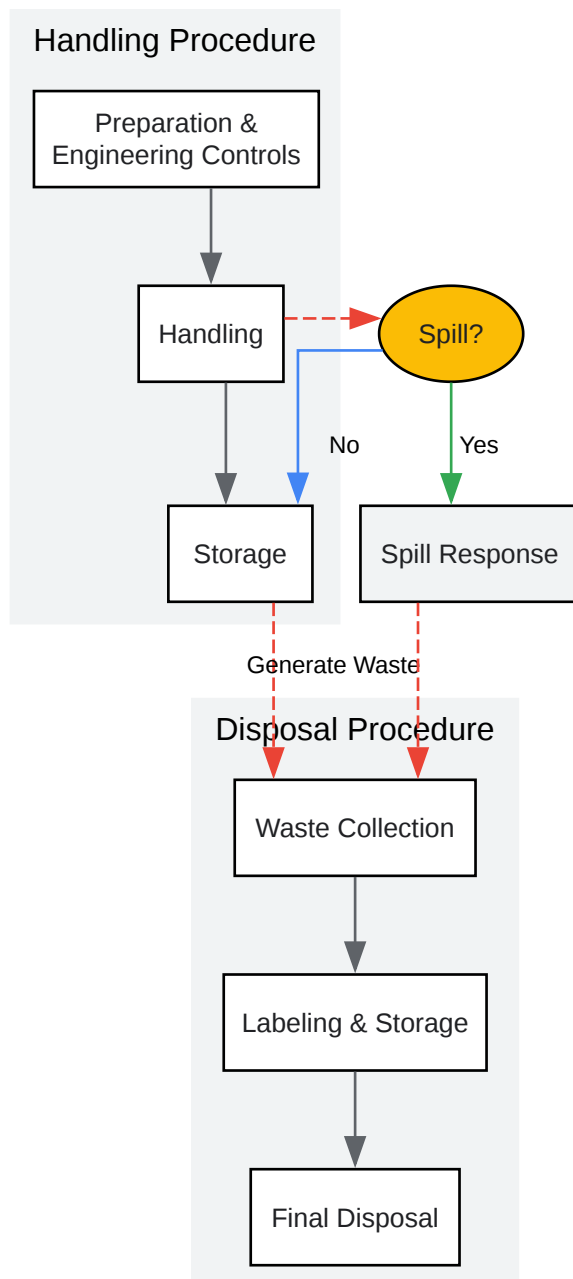 Handling Procedure
Preparation &
Engineering Controls
Handling
Spill?
No
Yes
Storage
Spill Response
Generate Waste
Disposal Procedure
Waste Collection
Labeling & Storage
Final Disposal